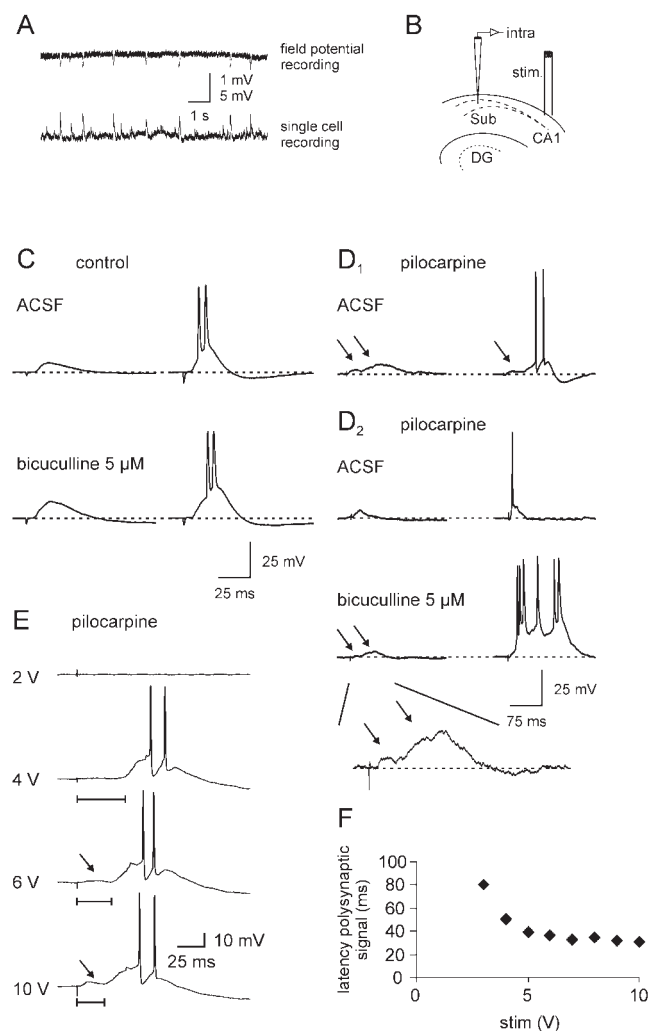 A
field potential
recording
1 mV
5 mV
1 s
single cell
recording
B
intra
stim.
Sub
CA1
DG
C control
ACSF
bicuculline 5 µM
25 mV
25 ms
D1 pilocarpine
ACSF
D2 pilocarpine
ACSF
bicuculline 5 µM
25 mV
75 ms
E pilocarpine
2 V
4 V
6 V
10 V
10 mV
25 ms
F
latency polysynaptic
signal (ms)
100
80
60
40
20
0
0 5 10
stim (V)